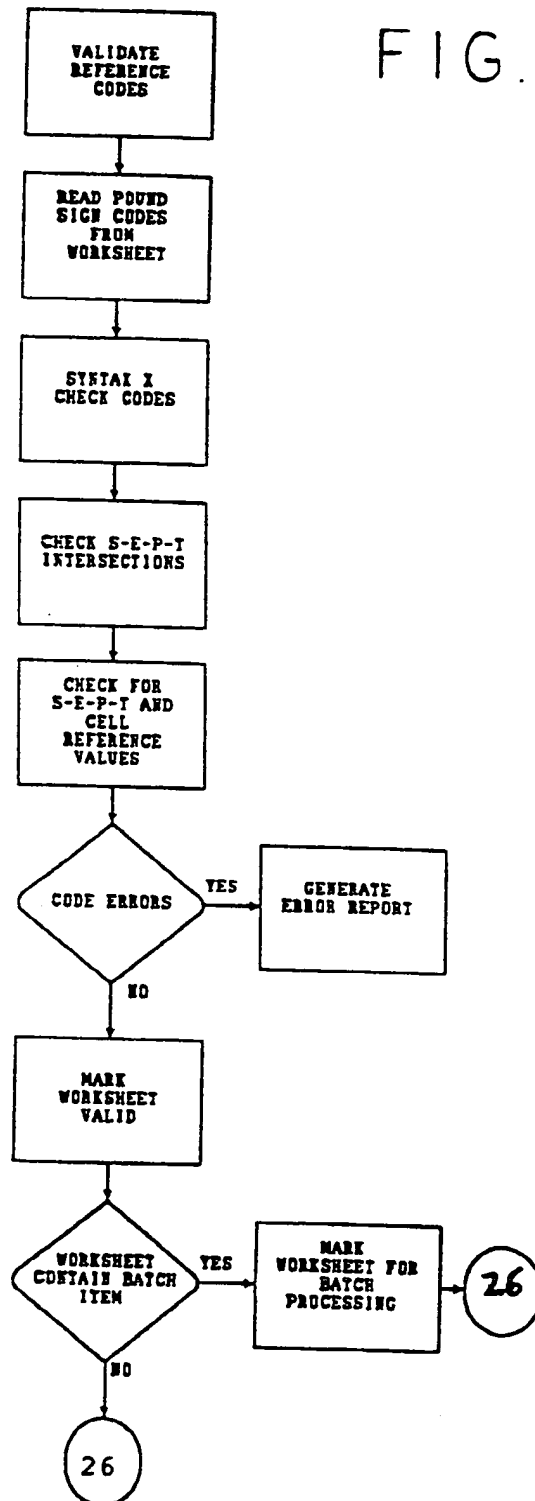 FIG.
VALIDATE
REFERENCE
CODES
READ POUND
SIGN CODES
FROM
WORKSHEET
SYNTAX X
CHECK CODES
CHECK S-E-P-T
INTERSECTIONS
CHECK FOR
S-E-P-T AND
CELL
REFERENCE
VALUES
CODE ERRORS
YES
GENERATE
ERROR REPORT
NO
MARK
WORKSHEET
VALID
WORKSHEET
CONTAIN BATCH
ITEM
YES
MARK
WORKSHEET FOR
BATCH
PROCESSING
26
NO
26